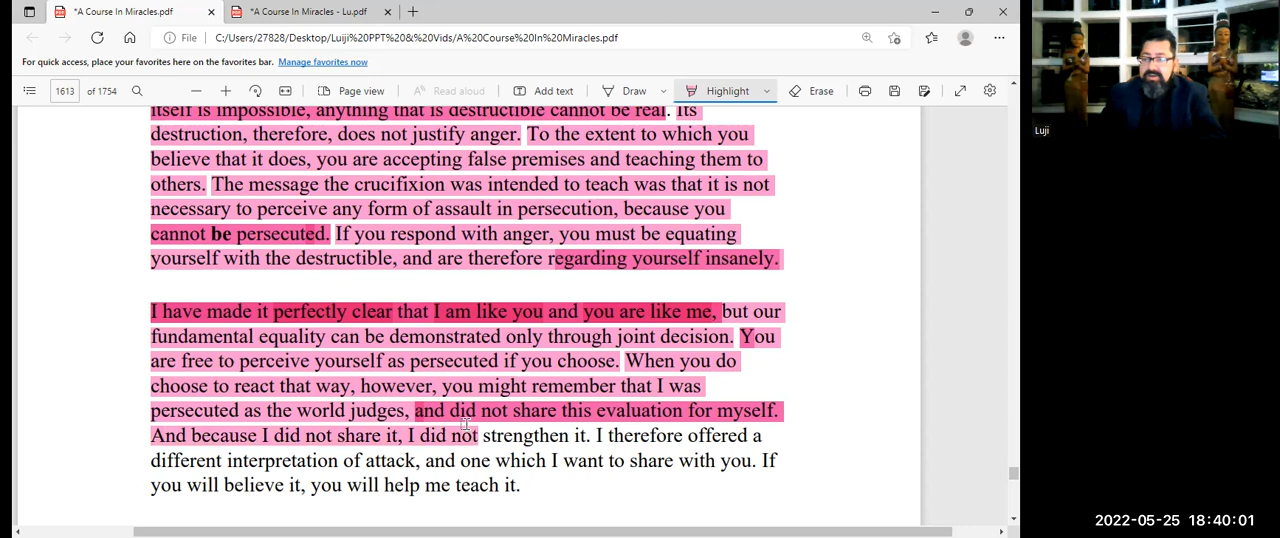 *A Course In Miracles.pdf
*A Course In Miracles - Lu.pdf
File
C:/Users/27828/Desktop/Luiji%20PPT%20&%20Vids/A%20Course%20In%20Miracles.pdf
For quick access, place your favorites here on the favorites bar. Manage favorites now
1613 of 1754
Page view
Read aloud
Add text
Draw
Highlight
Erase
itself is impossible, anything that is destructible cannot be real. Its
destruction, therefore, does not justify anger. To the extent to which you
believe that it does, you are accepting false premises and teaching them to
others. The message the crucifixion was intended to teach was that it is not
necessary to perceive any form of assault in persecution, because you
cannot be persecuted. If you respond with anger, you must be equating
yourself with the destructible, and are therefore regarding yourself insanely.
I have made it perfectly clear that I am like you and you are like me, but our
fundamental equality can be demonstrated only through joint decision. You
are free to perceive yourself as persecuted if you choose. When you do
choose to react that way, however, you might remember that I was
persecuted as the world judges, and did not share this evaluation for myself.
And because I did not share it, I did not strengthen it. I therefore offered a
different interpretation of attack, and one which I want to share with you. If
you will believe it, you will help me teach it.
Luji
2022-05-25 18:40:01